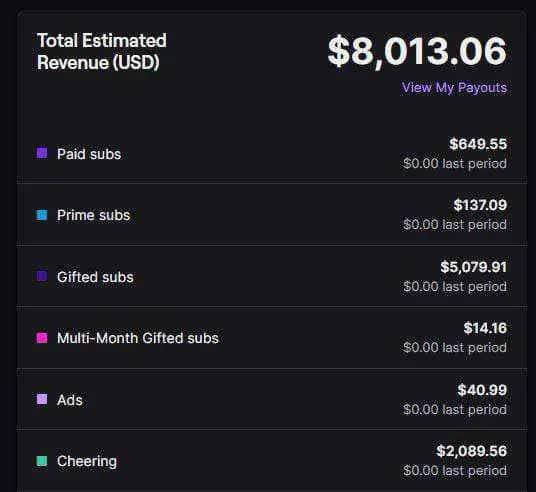 Total Estimated
Revenue (USD)
$8,013.06
View My Payouts
Paid subs
$649.55
$0.00 last period
Prime subs
$137.09
$0.00 last period
Gifted subs
$5,079.91
$0.00 last period
Multi-Month Gifted subs
$14.16
$0.00 last period
Ads
$40.99
$0.00 last period
Cheering
$2,089.56
$0.00 last period